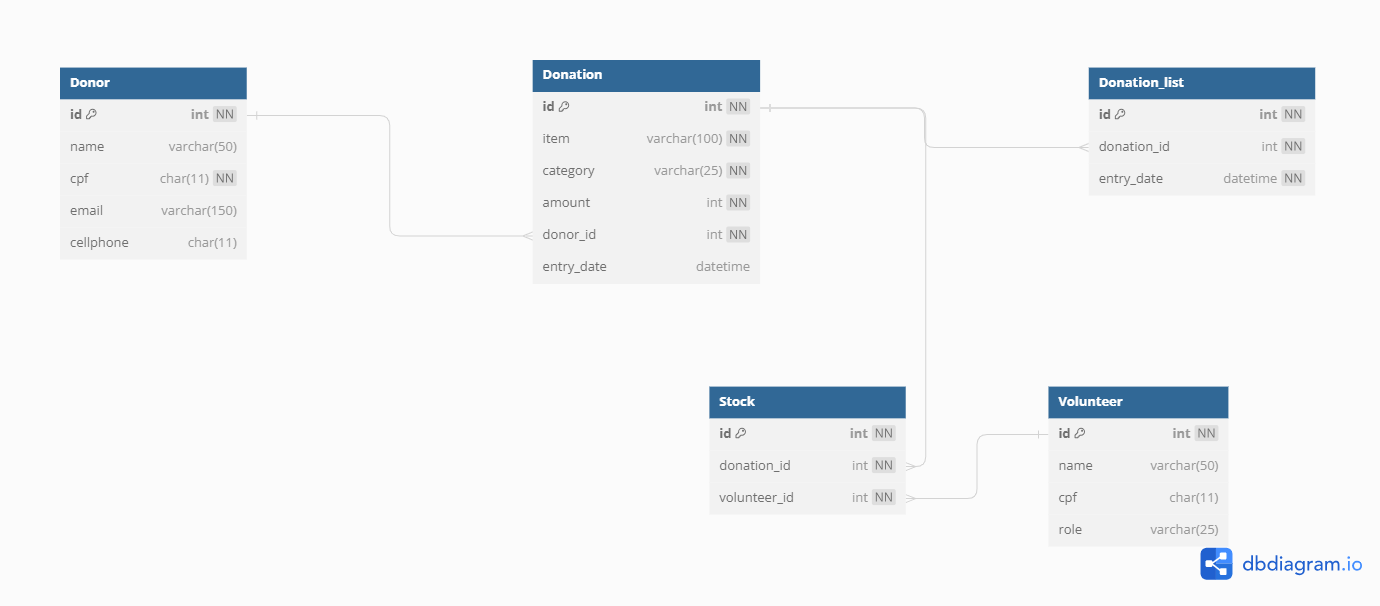 Donor
id int NN
name varchar(50)
cpf char(11) NN
email varchar(150)
cellphone char(11)
Donation
id int NN
item varchar(100) NN
category varchar(25) NN
amount int NN
donor_id int NN
entry_date datetime
Donation_list
id int NN
donation_id int NN
entry_date datetime NN
Stock
id int NN
donation_id int NN
volunteer_id int NN
Volunteer
id int NN
name varchar(50)
cpf char(11)
role varchar(25)
dbdiagram.io